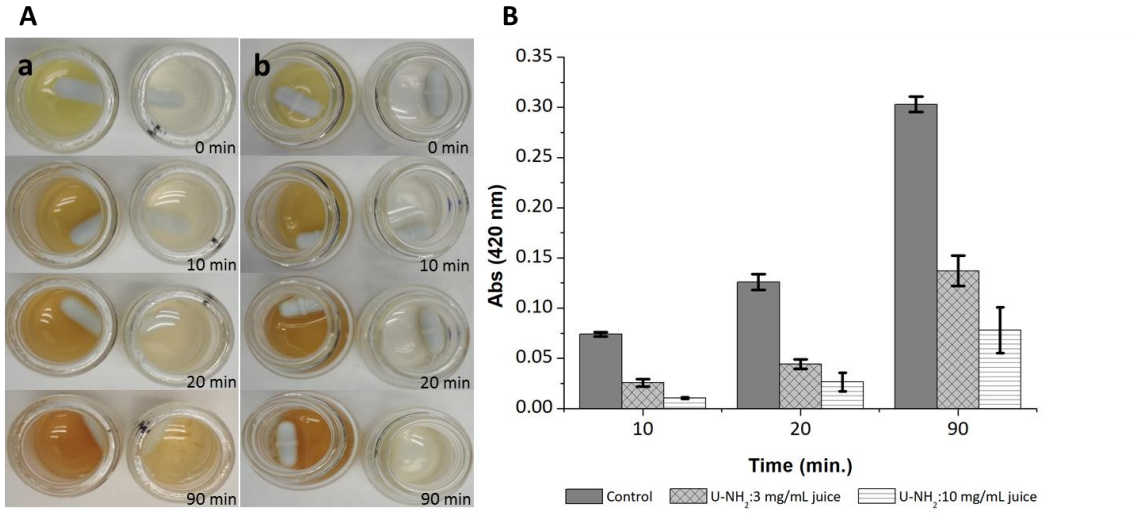 A
B
a
b
0 min
0 min
10 min
10 min
20 min
20 min
90 min
90 min
Abs (420 nm)
0.35
0.30
0.25
0.20
0.15
0.10
0.05
0.00
10
20
90
Time (min.)
Control
U-NH₂:3 mg/mL juice
U-NH₂:10 mg/mL juice